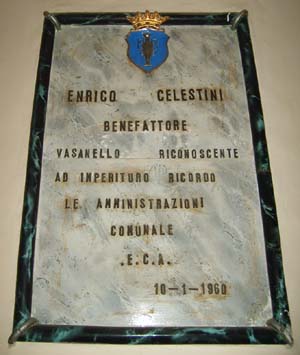 ENRICO CELESTINI
BENEFATTORE
VASANELLO RICONOSCENTE
AD IMPERITURO RICORDO
LE AMMINISTRAZIONI
COMUNALE
.E.C.A.
10-1-1960